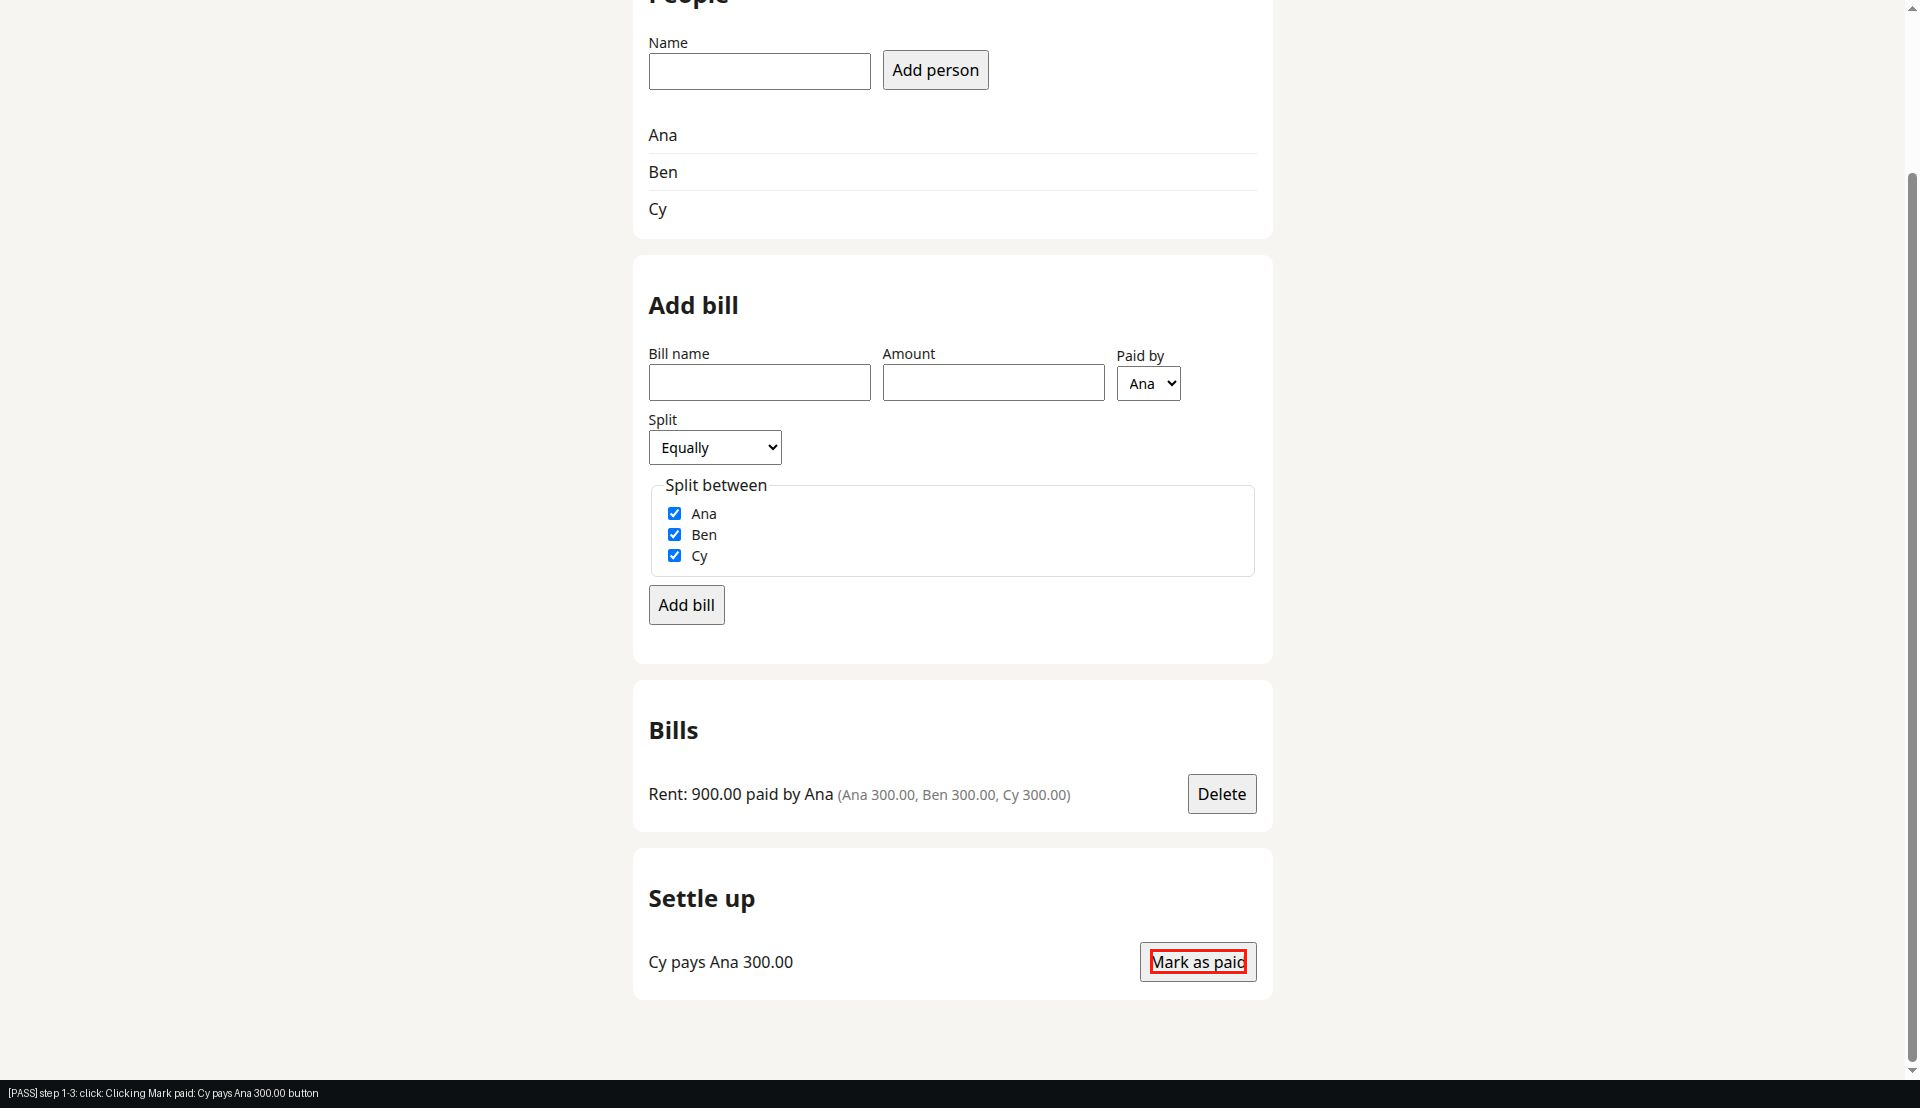 People
Name
Add person
Ana
Ben
Cy
Add bill
Bill name Amount Paid by
Ana
Split
Equally
Split between
Ana
Ben
Cy
Add bill
Bills
Rent: 900.00 paid by Ana (Ana 300.00, Ben 300.00, Cy 300.00) Delete
Settle up
Cy pays Ana 300.00 Mark as paid
[PASS] step 1-3: click: Clicking Mark paid: Cy pays Ana 300.00 button